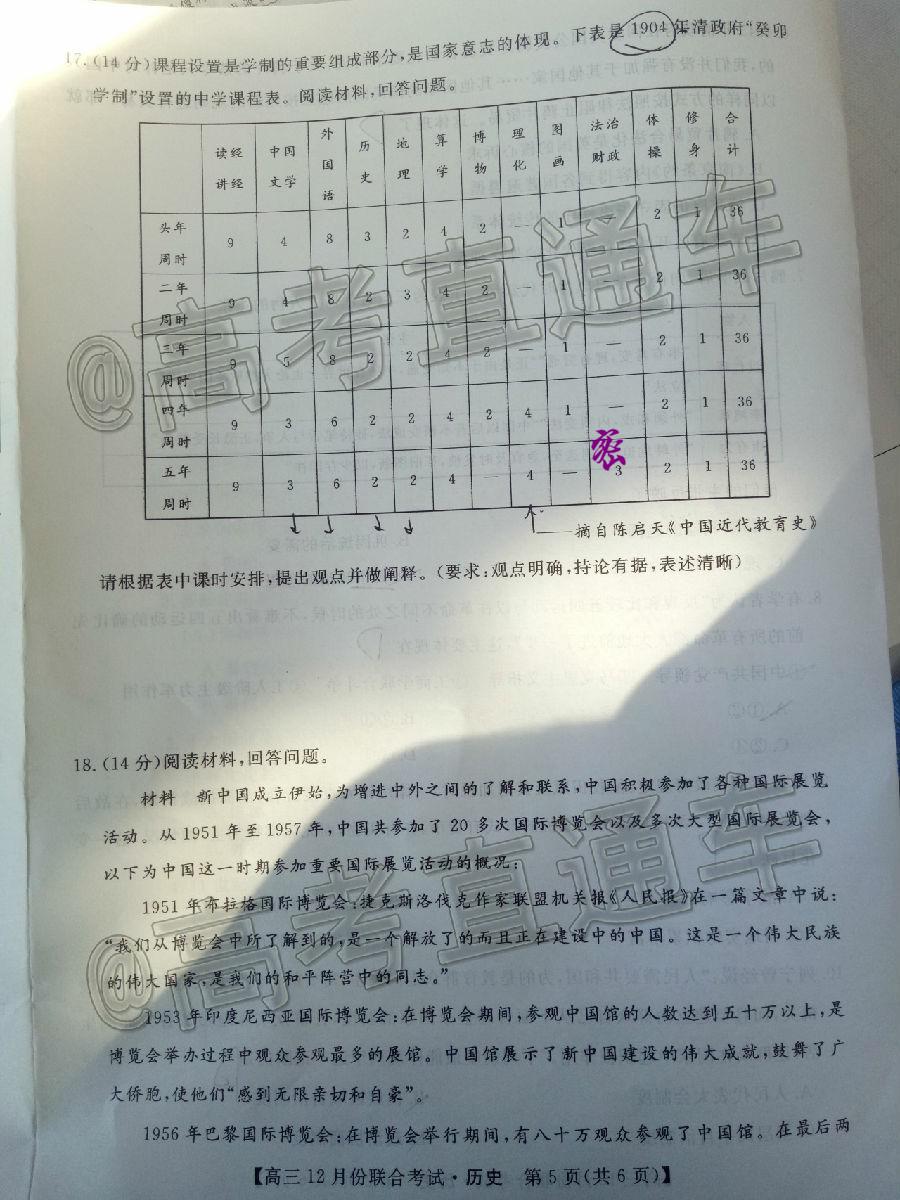 17.(14分)课程设置是学制的重要组成部分,是国家意志的体现。下表是1904年清政府“癸卯
学制”设置的中学课程表。阅读材料,回答问题。
读经讲经 中国文学 外国语 历史 地理 算学 博物 理化 图画 法治财政 体操 修身 合计
头年周时 9 4 8 3 2 4 2 — 1 — 2 1 36
二年周时 9 4 8 2 3 4 2 — 1 — 2 1 36
三年周时 9 5 8 2 2 4 2 1 — 2 1 36
四年周时 9 3 6 2 2 4 2 4 1 — 2 1 36
五年周时 9 3 6 2 2 4 — 4 — 3 2 1 36
密
——摘自陈启天《中国近代教育史》
请根据表中课时安排,提出观点并做阐释。(要求:观点明确,持论有据,表述清晰)
18.(14分)阅读材料,回答问题。
材料 新中国成立伊始,为增进中外之间的了解和联系,中国积极参加了各种国际展览
活动。从1951年至1957年,中国共参加了20多次国际博览会以及多次大型国际展览会,
以下为中国这一时期参加重要国际展览活动的概况:
1951年布拉格国际博览会:捷克斯洛伐克作家联盟机关报《人民报》在一篇文章中说:
“我们从博览会中所了解到的,是一个解放了的而且正在建设中的中国。这是一个伟大民族
的伟大国家,是我们的和平阵营中的同志。”
1953年印度尼西亚国际博览会:在博览会期间,参观中国馆的人数达到五十万以上,是
博览会举办过程中观众参观最多的展馆。中国馆展示了新中国建设的伟大成就,鼓舞了广
大侨胞,使他们“感到无限亲切和自豪”。
1956年巴黎国际博览会:在博览会举行期间,有八十万观众参观了中国馆。在最后两
【高三12月份联合考试·历史 第5页(共6页)】
@高考直通车
@高考直通车